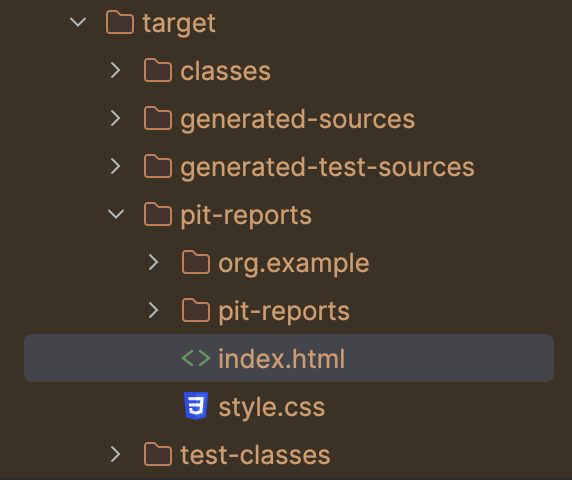 target
classes
generated-sources
generated-test-sources
pit-reports
org.example
pit-reports
index.html
style.css
test-classes